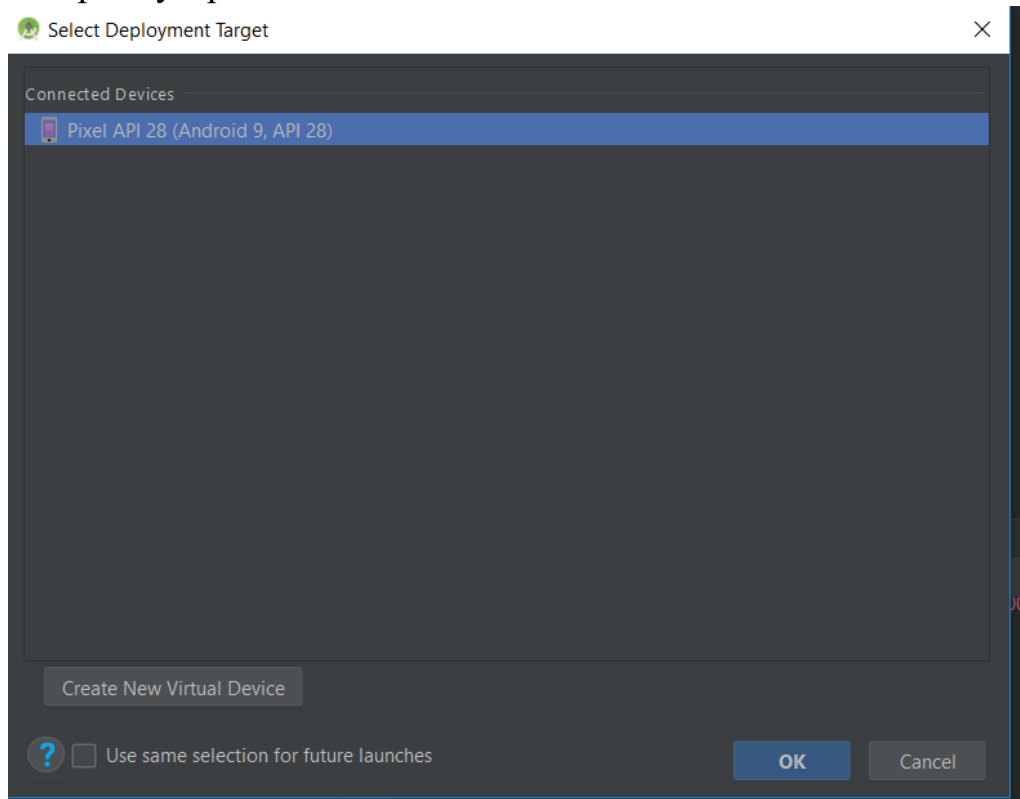 Select Deployment Target
Connected Devices
Pixel API 28 (Android 9, API 28)
Create New Virtual Device
? Use same selection for future launches
OK
Cancel